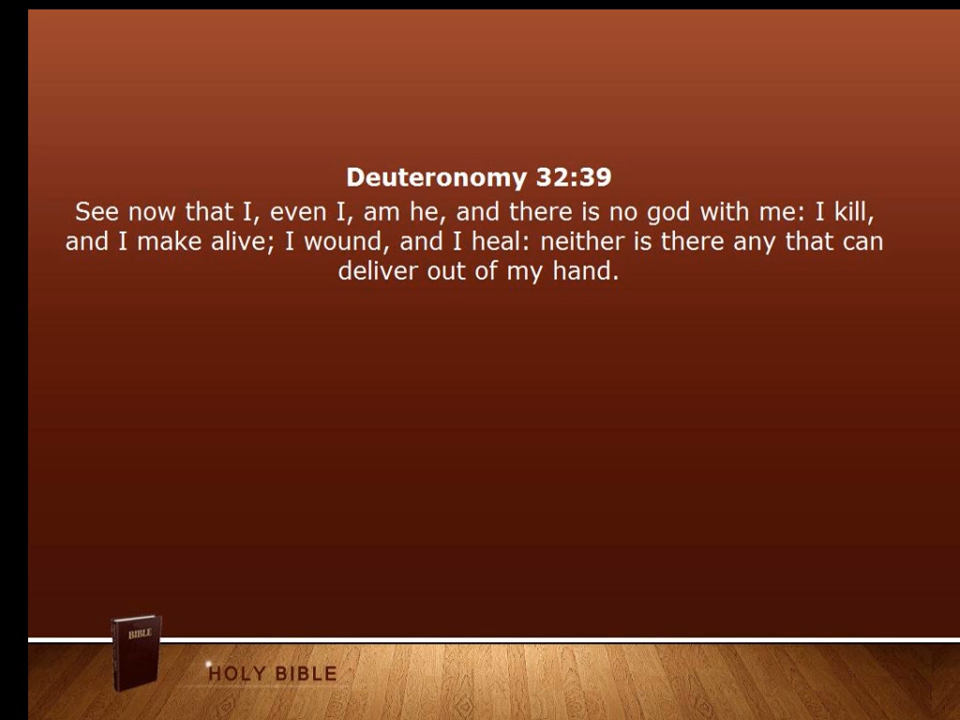 Deuteronomy 32:39
See now that I, even I, am he, and there is no god with me: I kill,
and I make alive; I wound, and I heal: neither is there any that can
deliver out of my hand.
BIBLE
HOLY BIBLE